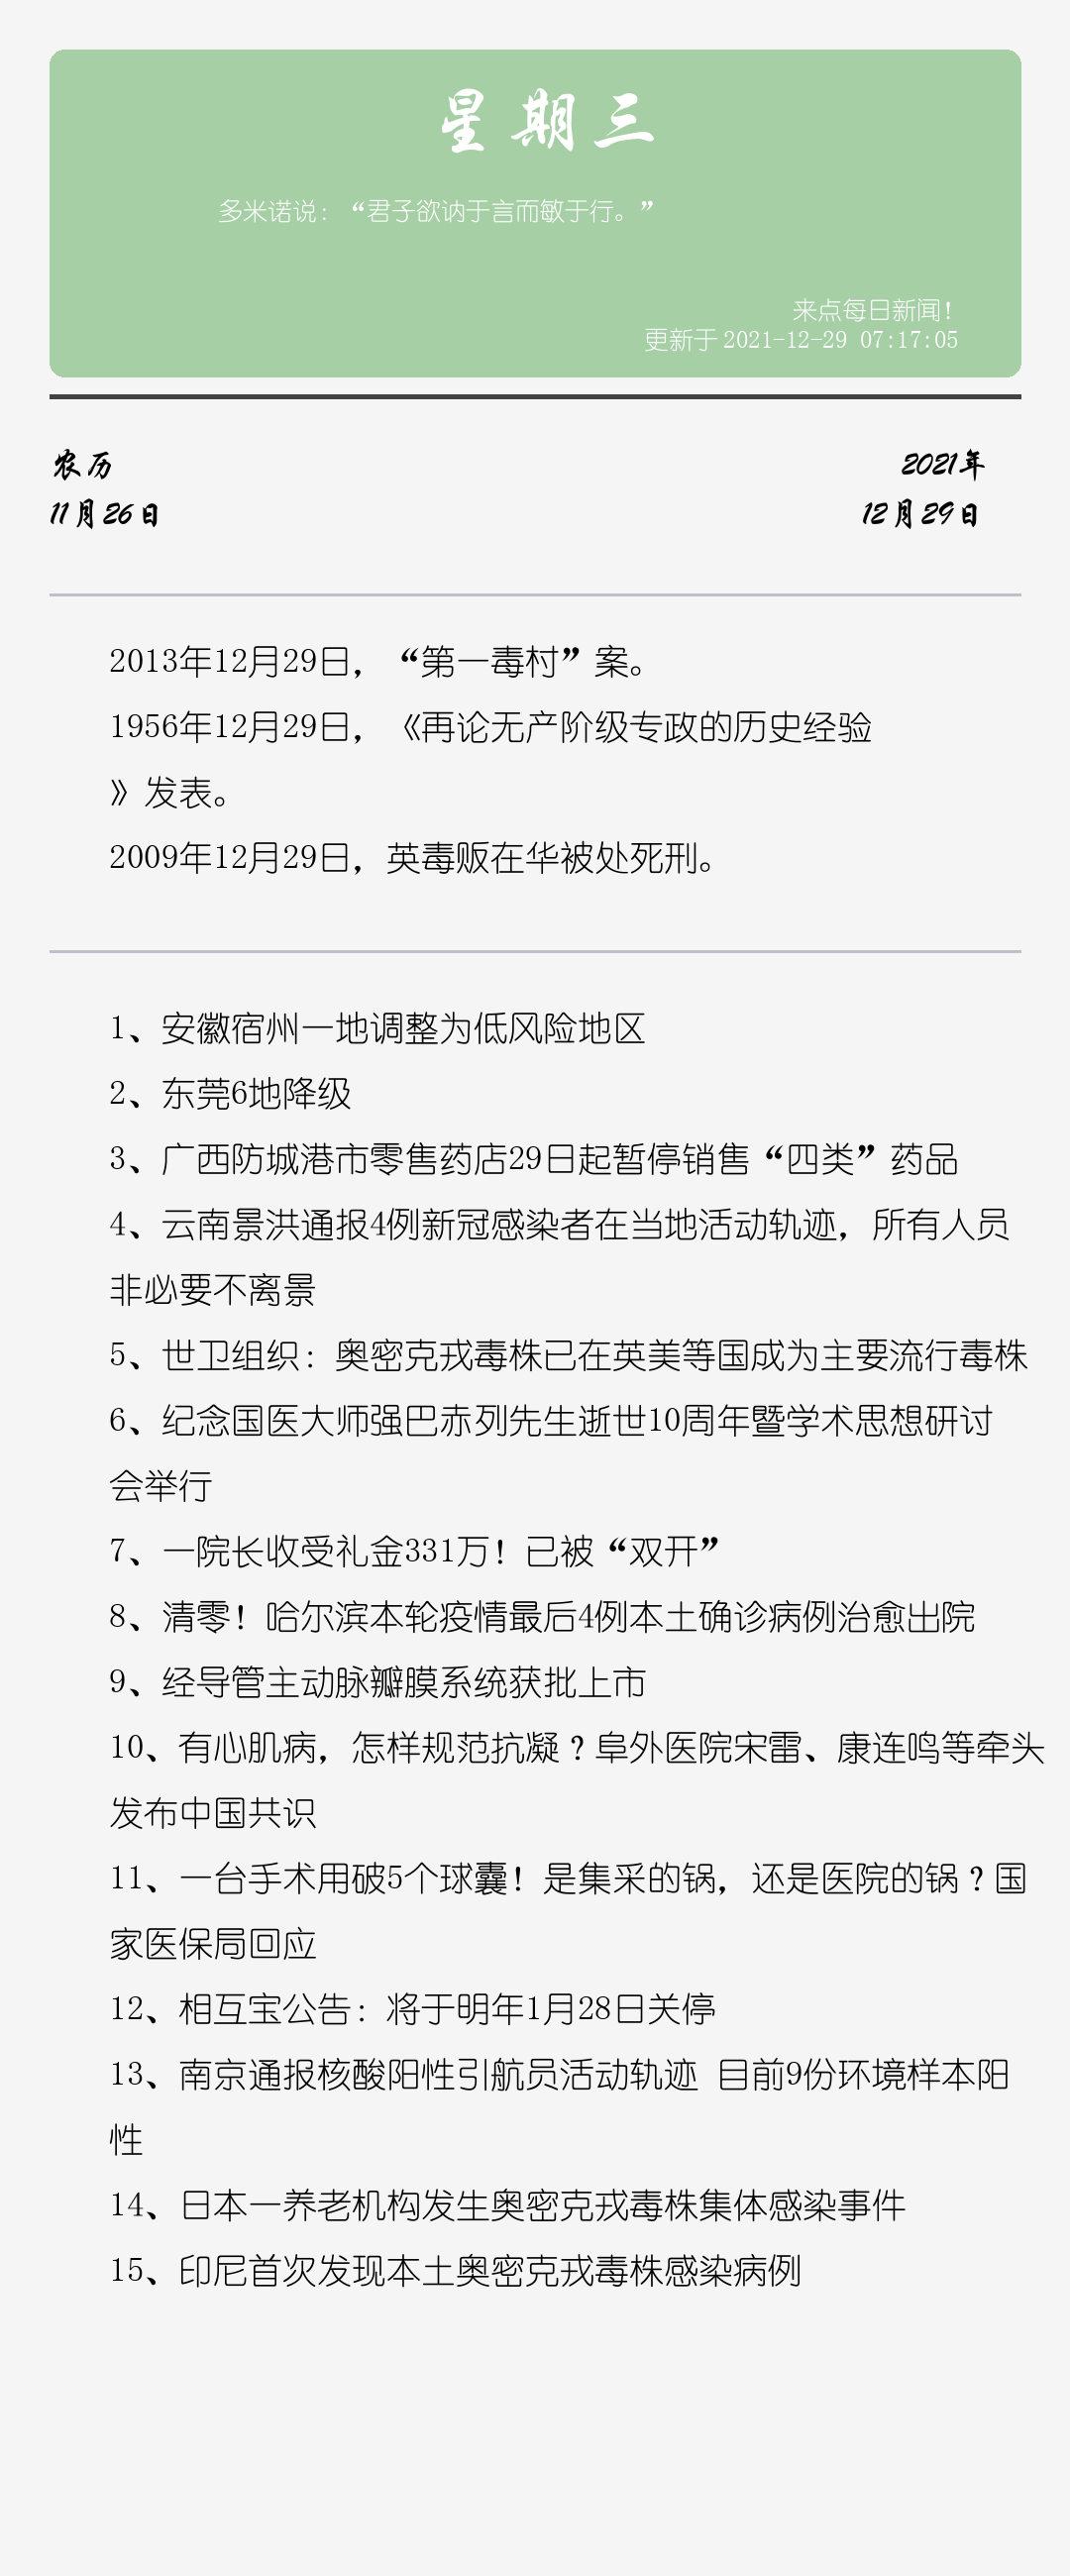 星期三
多米诺说：“君子欲讷于言而敏于行。”
来点每日新闻！
更新于 2021-12-29 07:17:05
农历
2021年
11月26日
12月29日
2013年12月29日，“第一毒村”案。
1956年12月29日，《再论无产阶级专政的历史经验
》发表。
2009年12月29日，英毒贩在华被处死刑。
1、安徽宿州一地调整为低风险地区
2、东莞6地降级
3、广西防城港市零售药店29日起暂停销售“四类”药品
4、云南景洪通报4例新冠感染者在当地活动轨迹，所有人员
非必要不离景
5、世卫组织：奥密克戎毒株已在英美等国成为主要流行毒株
6、纪念国医大师强巴赤列先生逝世10周年暨学术思想研讨
会举行
7、一院长收受礼金331万！已被“双开”
8、清零！哈尔滨本轮疫情最后4例本土确诊病例治愈出院
9、经导管主动脉瓣膜系统获批上市
10、有心肌病，怎样规范抗凝？阜外医院宋雷、康连鸣等牵头
发布中国共识
11、一台手术用破5个球囊！是集采的锅，还是医院的锅？国
家医保局回应
12、相互宝公告：将于明年1月28日关停
13、南京通报核酸阳性引航员活动轨迹 目前9份环境样本阳
性
14、日本一养老机构发生奥密克戎毒株集体感染事件
15、印尼首次发现本土奥密克戎毒株感染病例